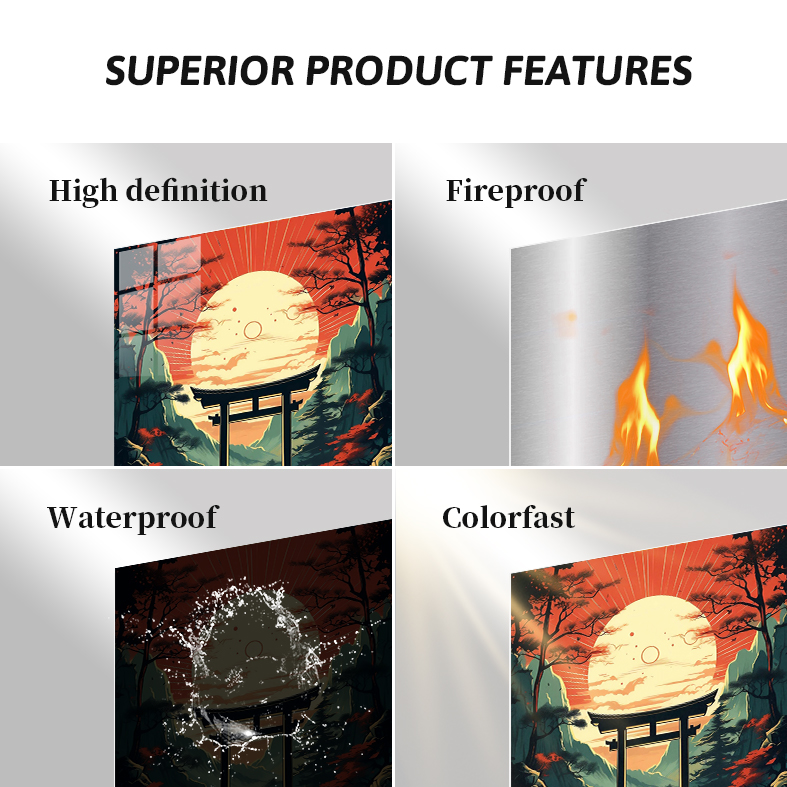 SUPERIOR PRODUCT FEATURES
High definition
Fireproof
Waterproof
Colorfast